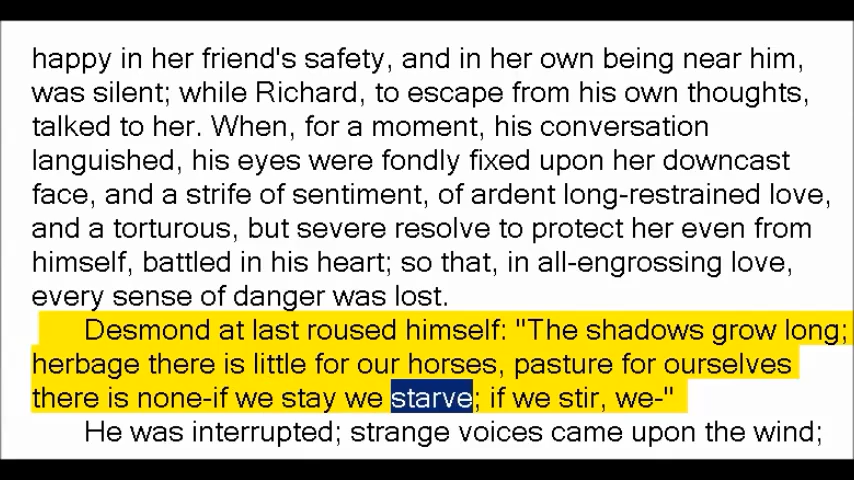 happy in her friend's safety, and in her own being near him,
was silent; while Richard, to escape from his own thoughts,
talked to her. When, for a moment, his conversation
languished, his eyes were fondly fixed upon her downcast
face, and a strife of sentiment, of ardent long-restrained love,
and a torturous, but severe resolve to protect her even from
himself, battled in his heart; so that, in all-engrossing love,
every sense of danger was lost.
Desmond at last roused himself: "The shadows grow long;
herbage there is little for our horses, pasture for ourselves
there is none-if we stay we starve; if we stir, we-"
He was interrupted; strange voices came upon the wind;